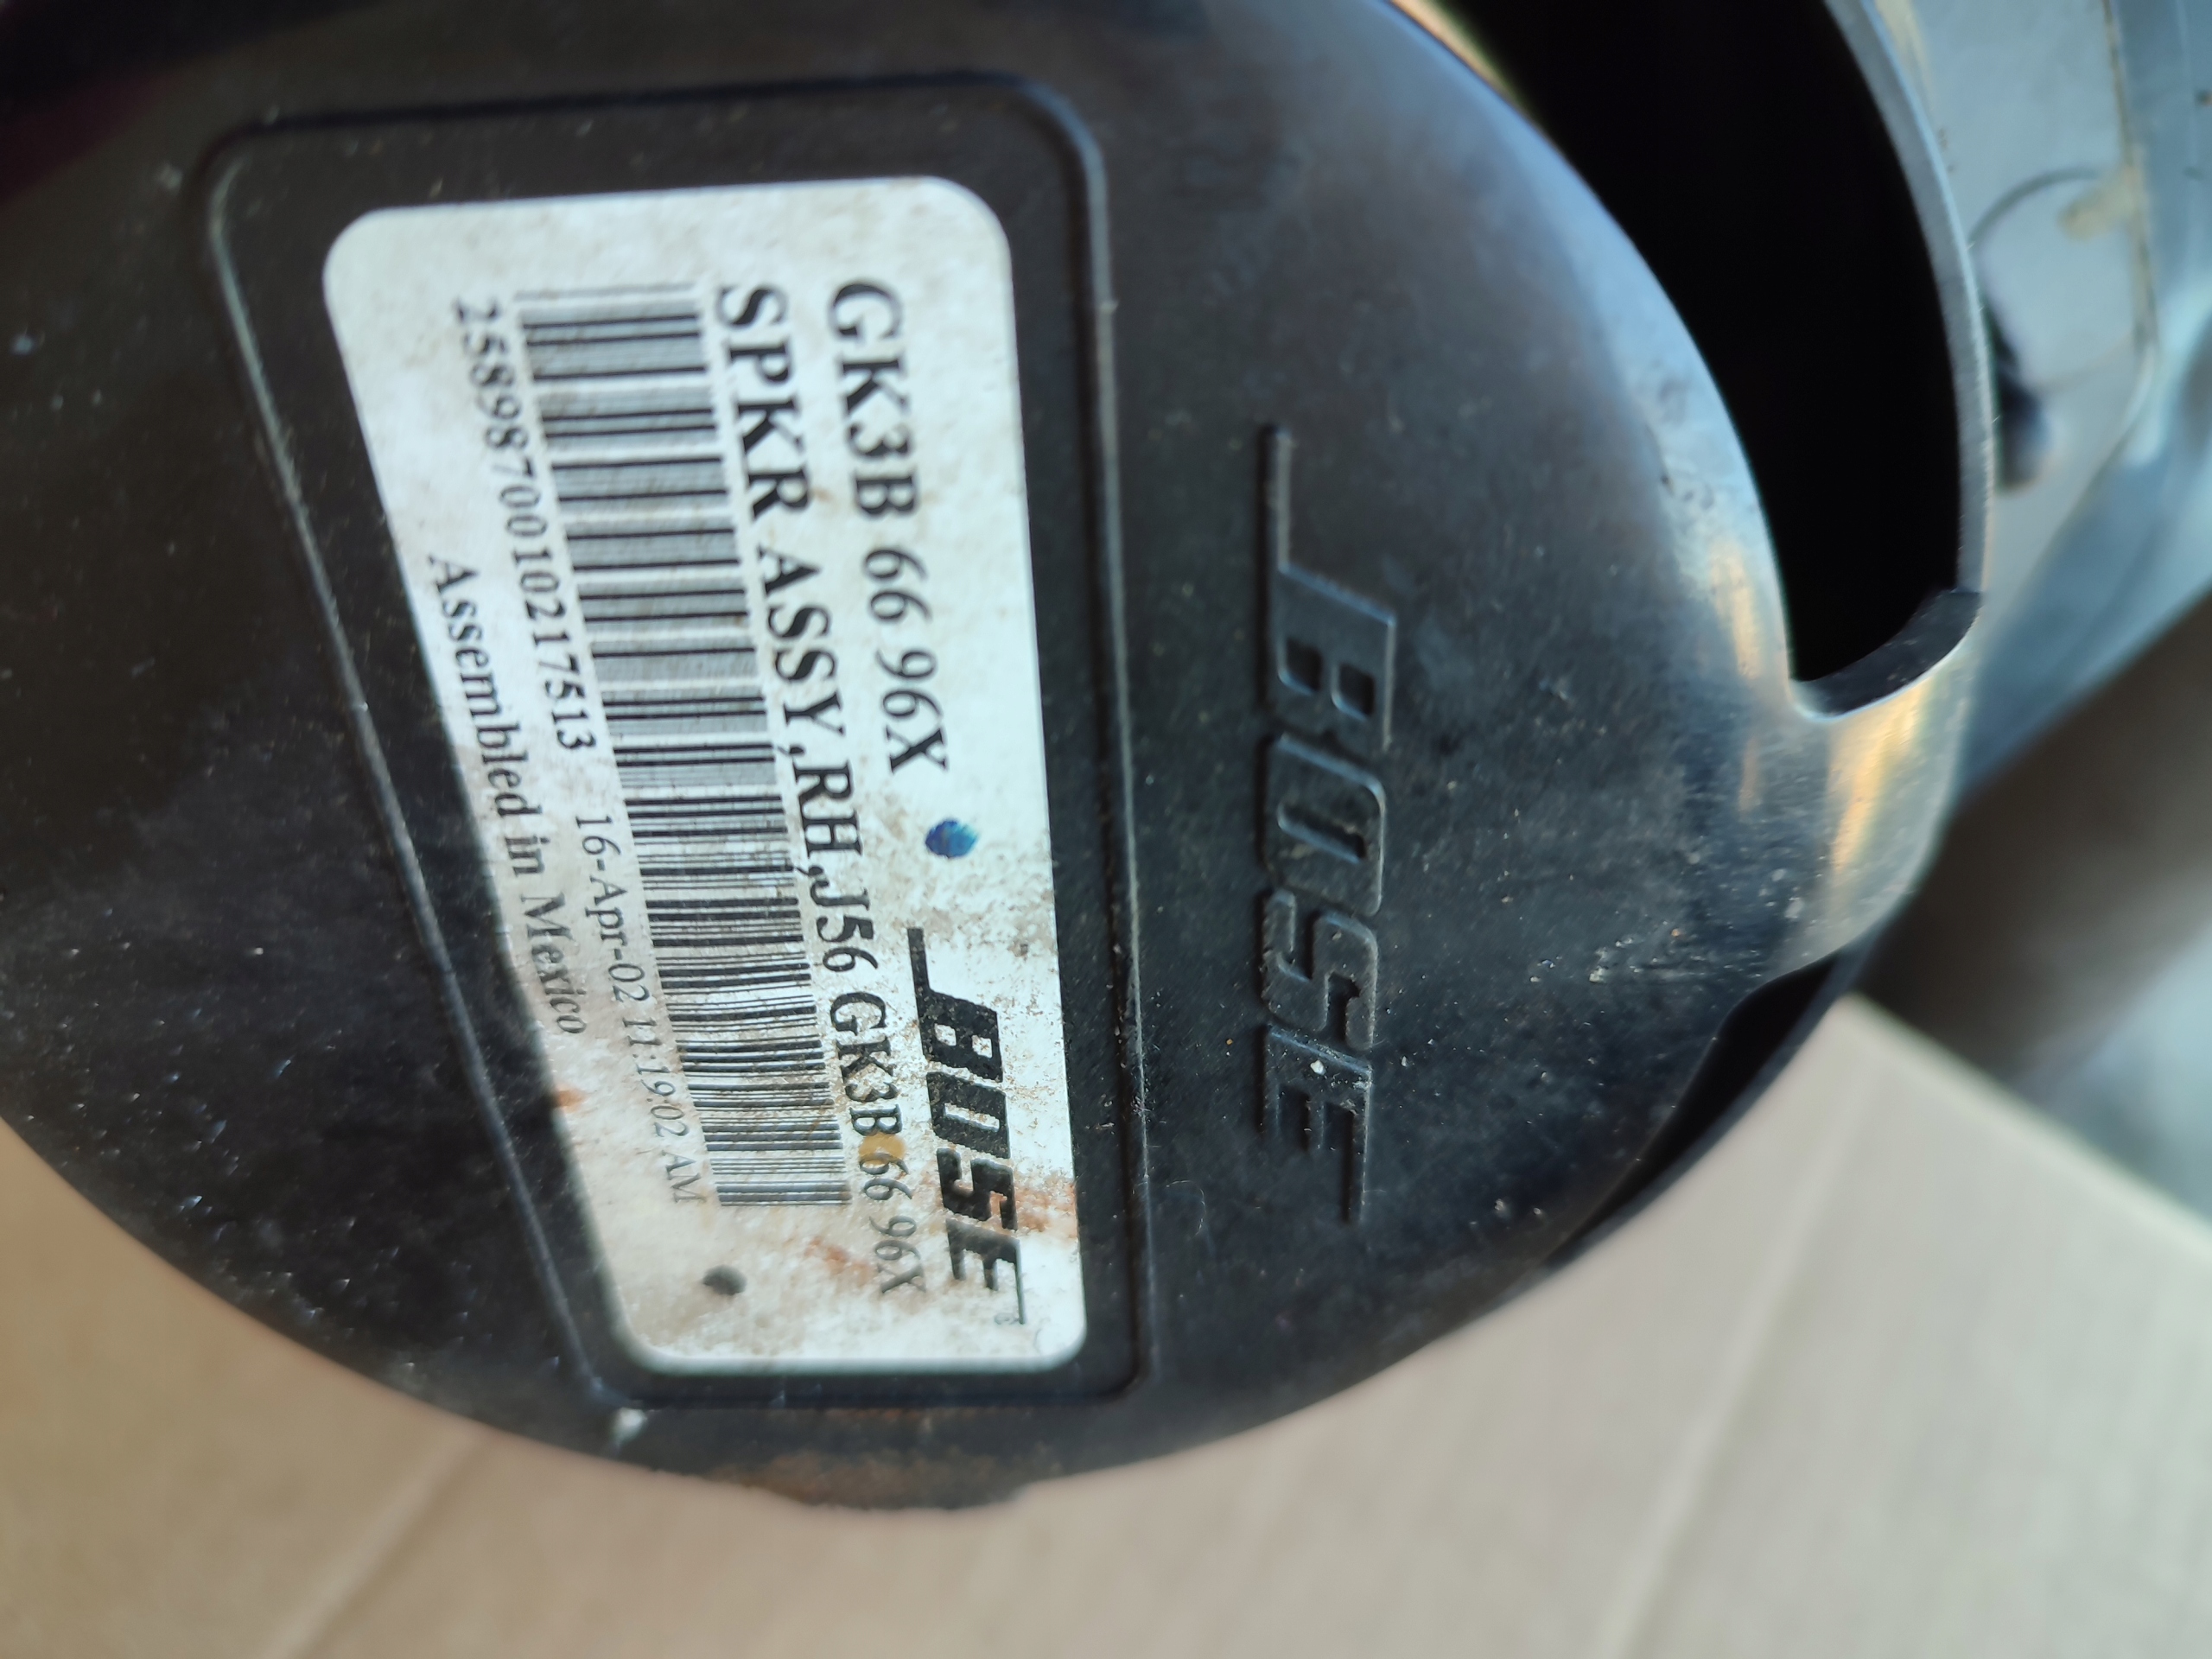 BOSE
GK3B 66 96X
BOSE®
SPKR ASSY,RH,J56 GK3B 66 96X
2589870010217513 16-Apr-02 11:19:02 AM
Assembled in Mexico